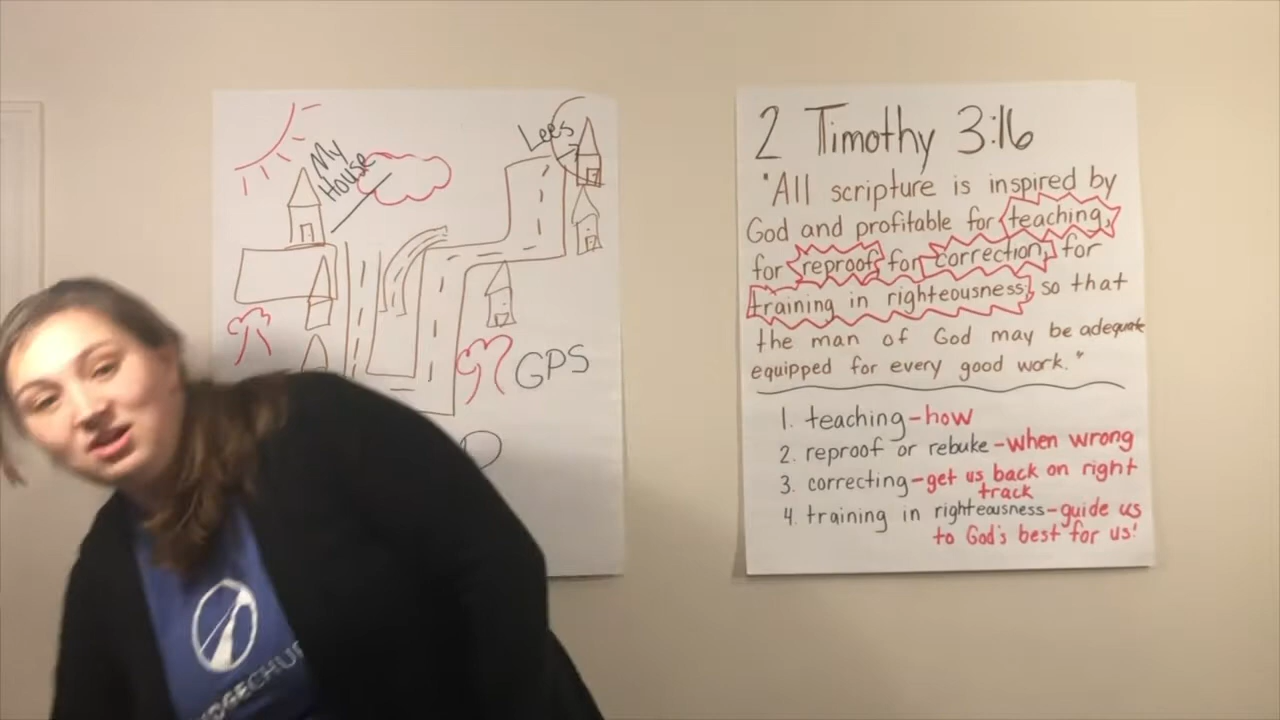 My
House
Lee's
GPS
2 Timothy 3:16
"All scripture is inspired by
God and profitable for teaching,
for reproof for correction, for
training in righteousness, so that
the man of God may be adequate
equipped for every good work."
1. teaching-how
2. reproof or rebuke-when wrong
3. correcting-get us back on right
track
4. training in righteousness-guide us
to God's best for us!